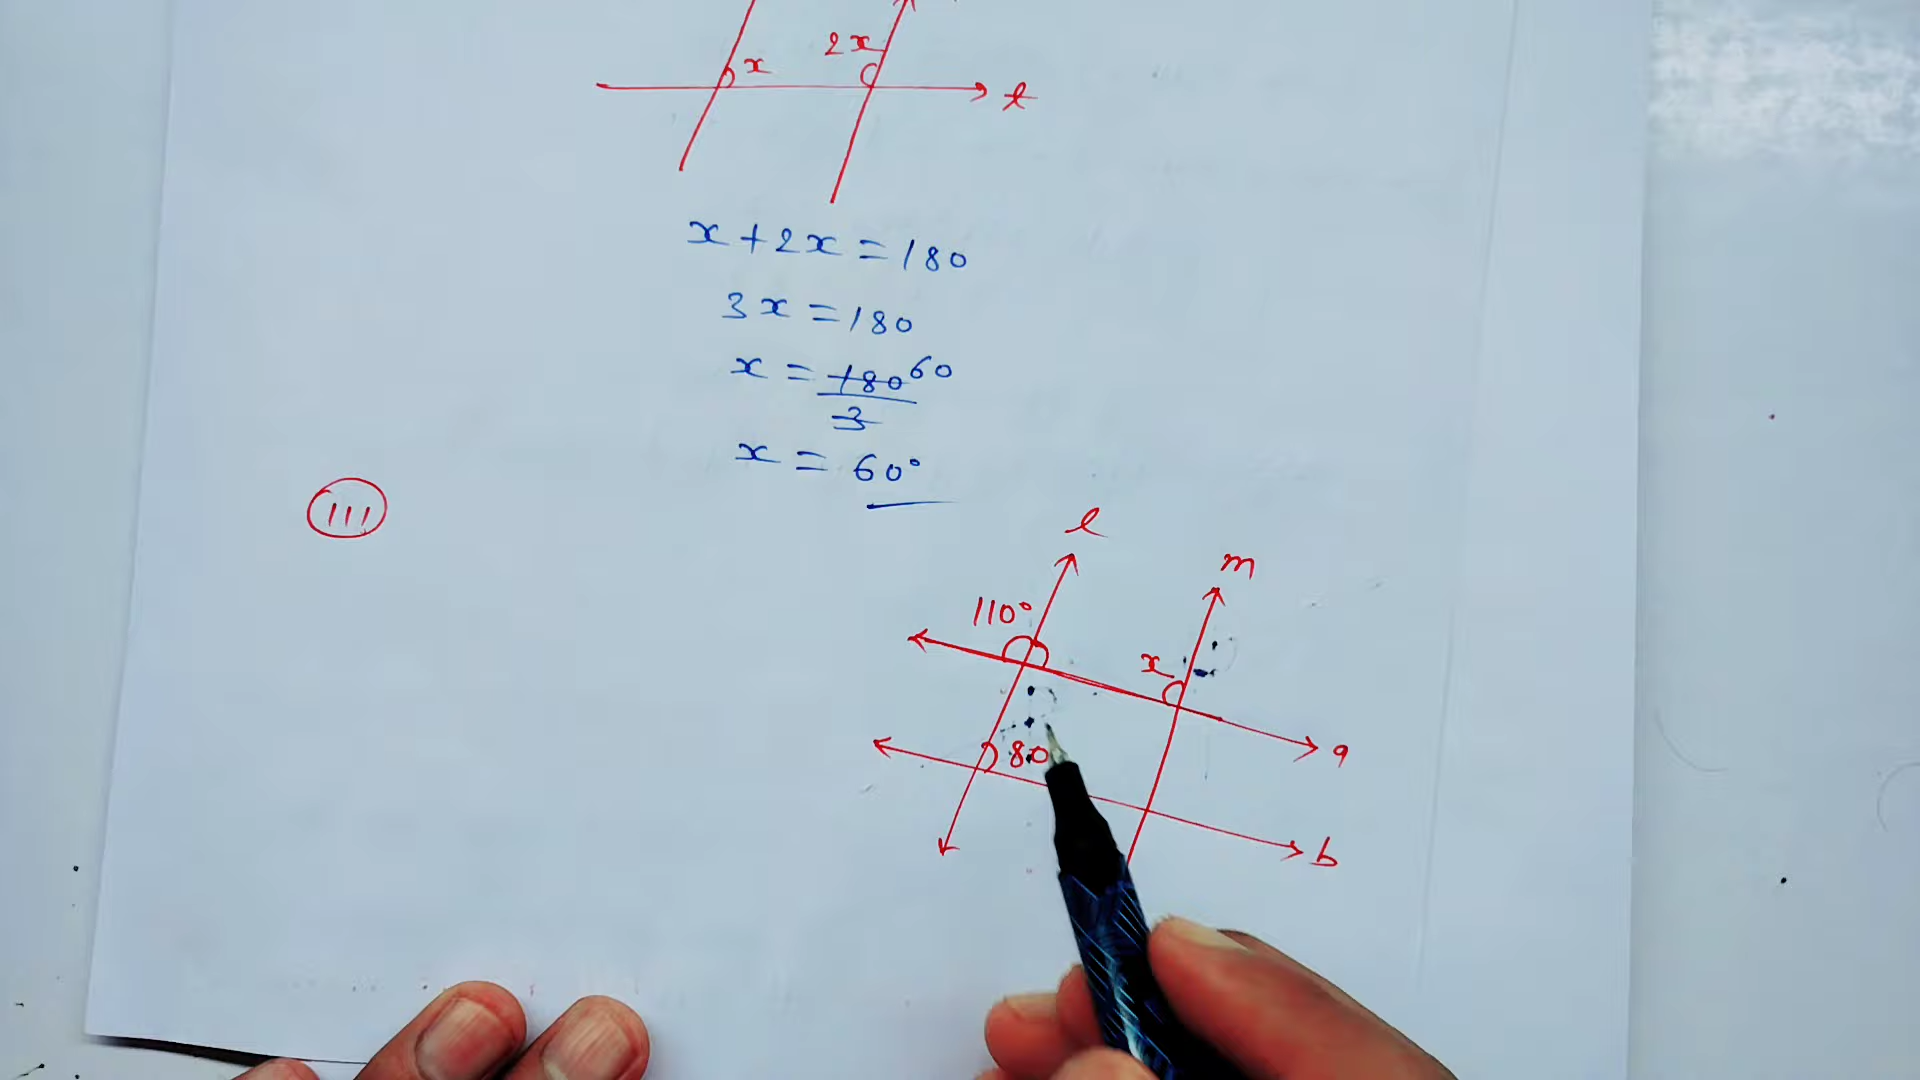 2x
x
t
x + 2x = 180
3x = 180
x = 180 60
3
x = 60°
III
l
m
110°
x
80
a
b